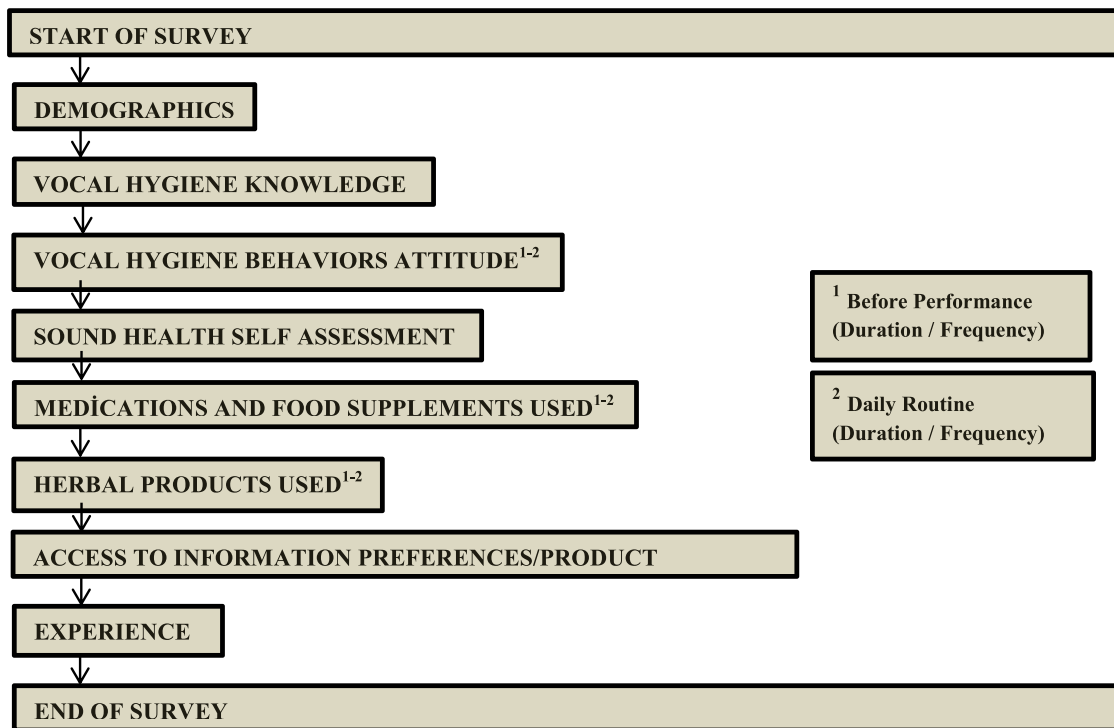 START OF SURVEY
DEMOGRAPHICS
VOCAL HYGIENE KNOWLEDGE
VOCAL HYGIENE BEHAVIORS ATTITUDE¹⁻²
SOUND HEALTH SELF ASSESSMENT
MEDİCATIONS AND FOOD SUPPLEMENTS USED¹⁻²
HERBAL PRODUCTS USED¹⁻²
ACCESS TO INFORMATION PREFERENCES/PRODUCT
EXPERIENCE
END OF SURVEY
¹ Before Performance
(Duration / Frequency)
² Daily Routine
(Duration / Frequency)